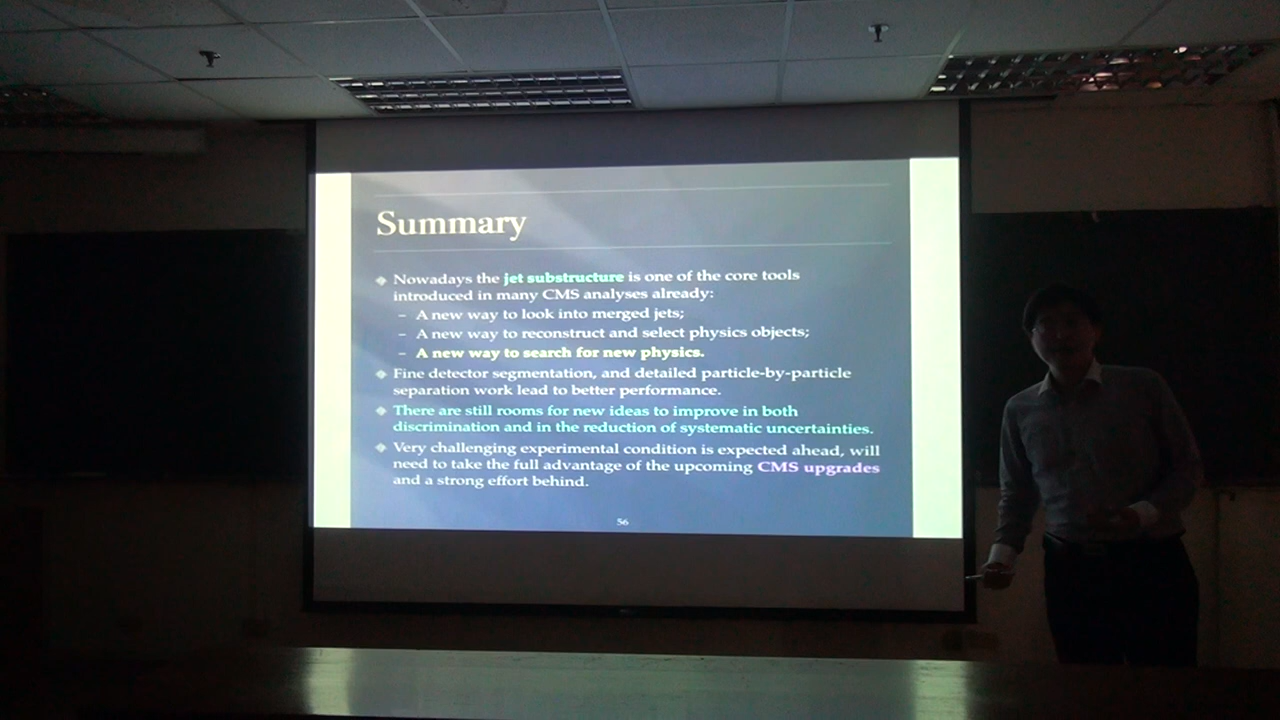 Summary
❖ Nowadays the jet substructure is one of the core tools
introduced in many CMS analyses already:
– A new way to look into merged jets;
– A new way to reconstruct and select physics objects;
– A new way to search for new physics.
❖ Fine detector segmentation, and detailed particle-by-particle
separation work lead to better performance.
❖ There are still rooms for new ideas to improve in both
discrimination and in the reduction of systematic uncertainties.
❖ Very challenging experimental condition is expected ahead, will
need to take the full advantage of the upcoming CMS upgrades
and a strong effort behind.
56